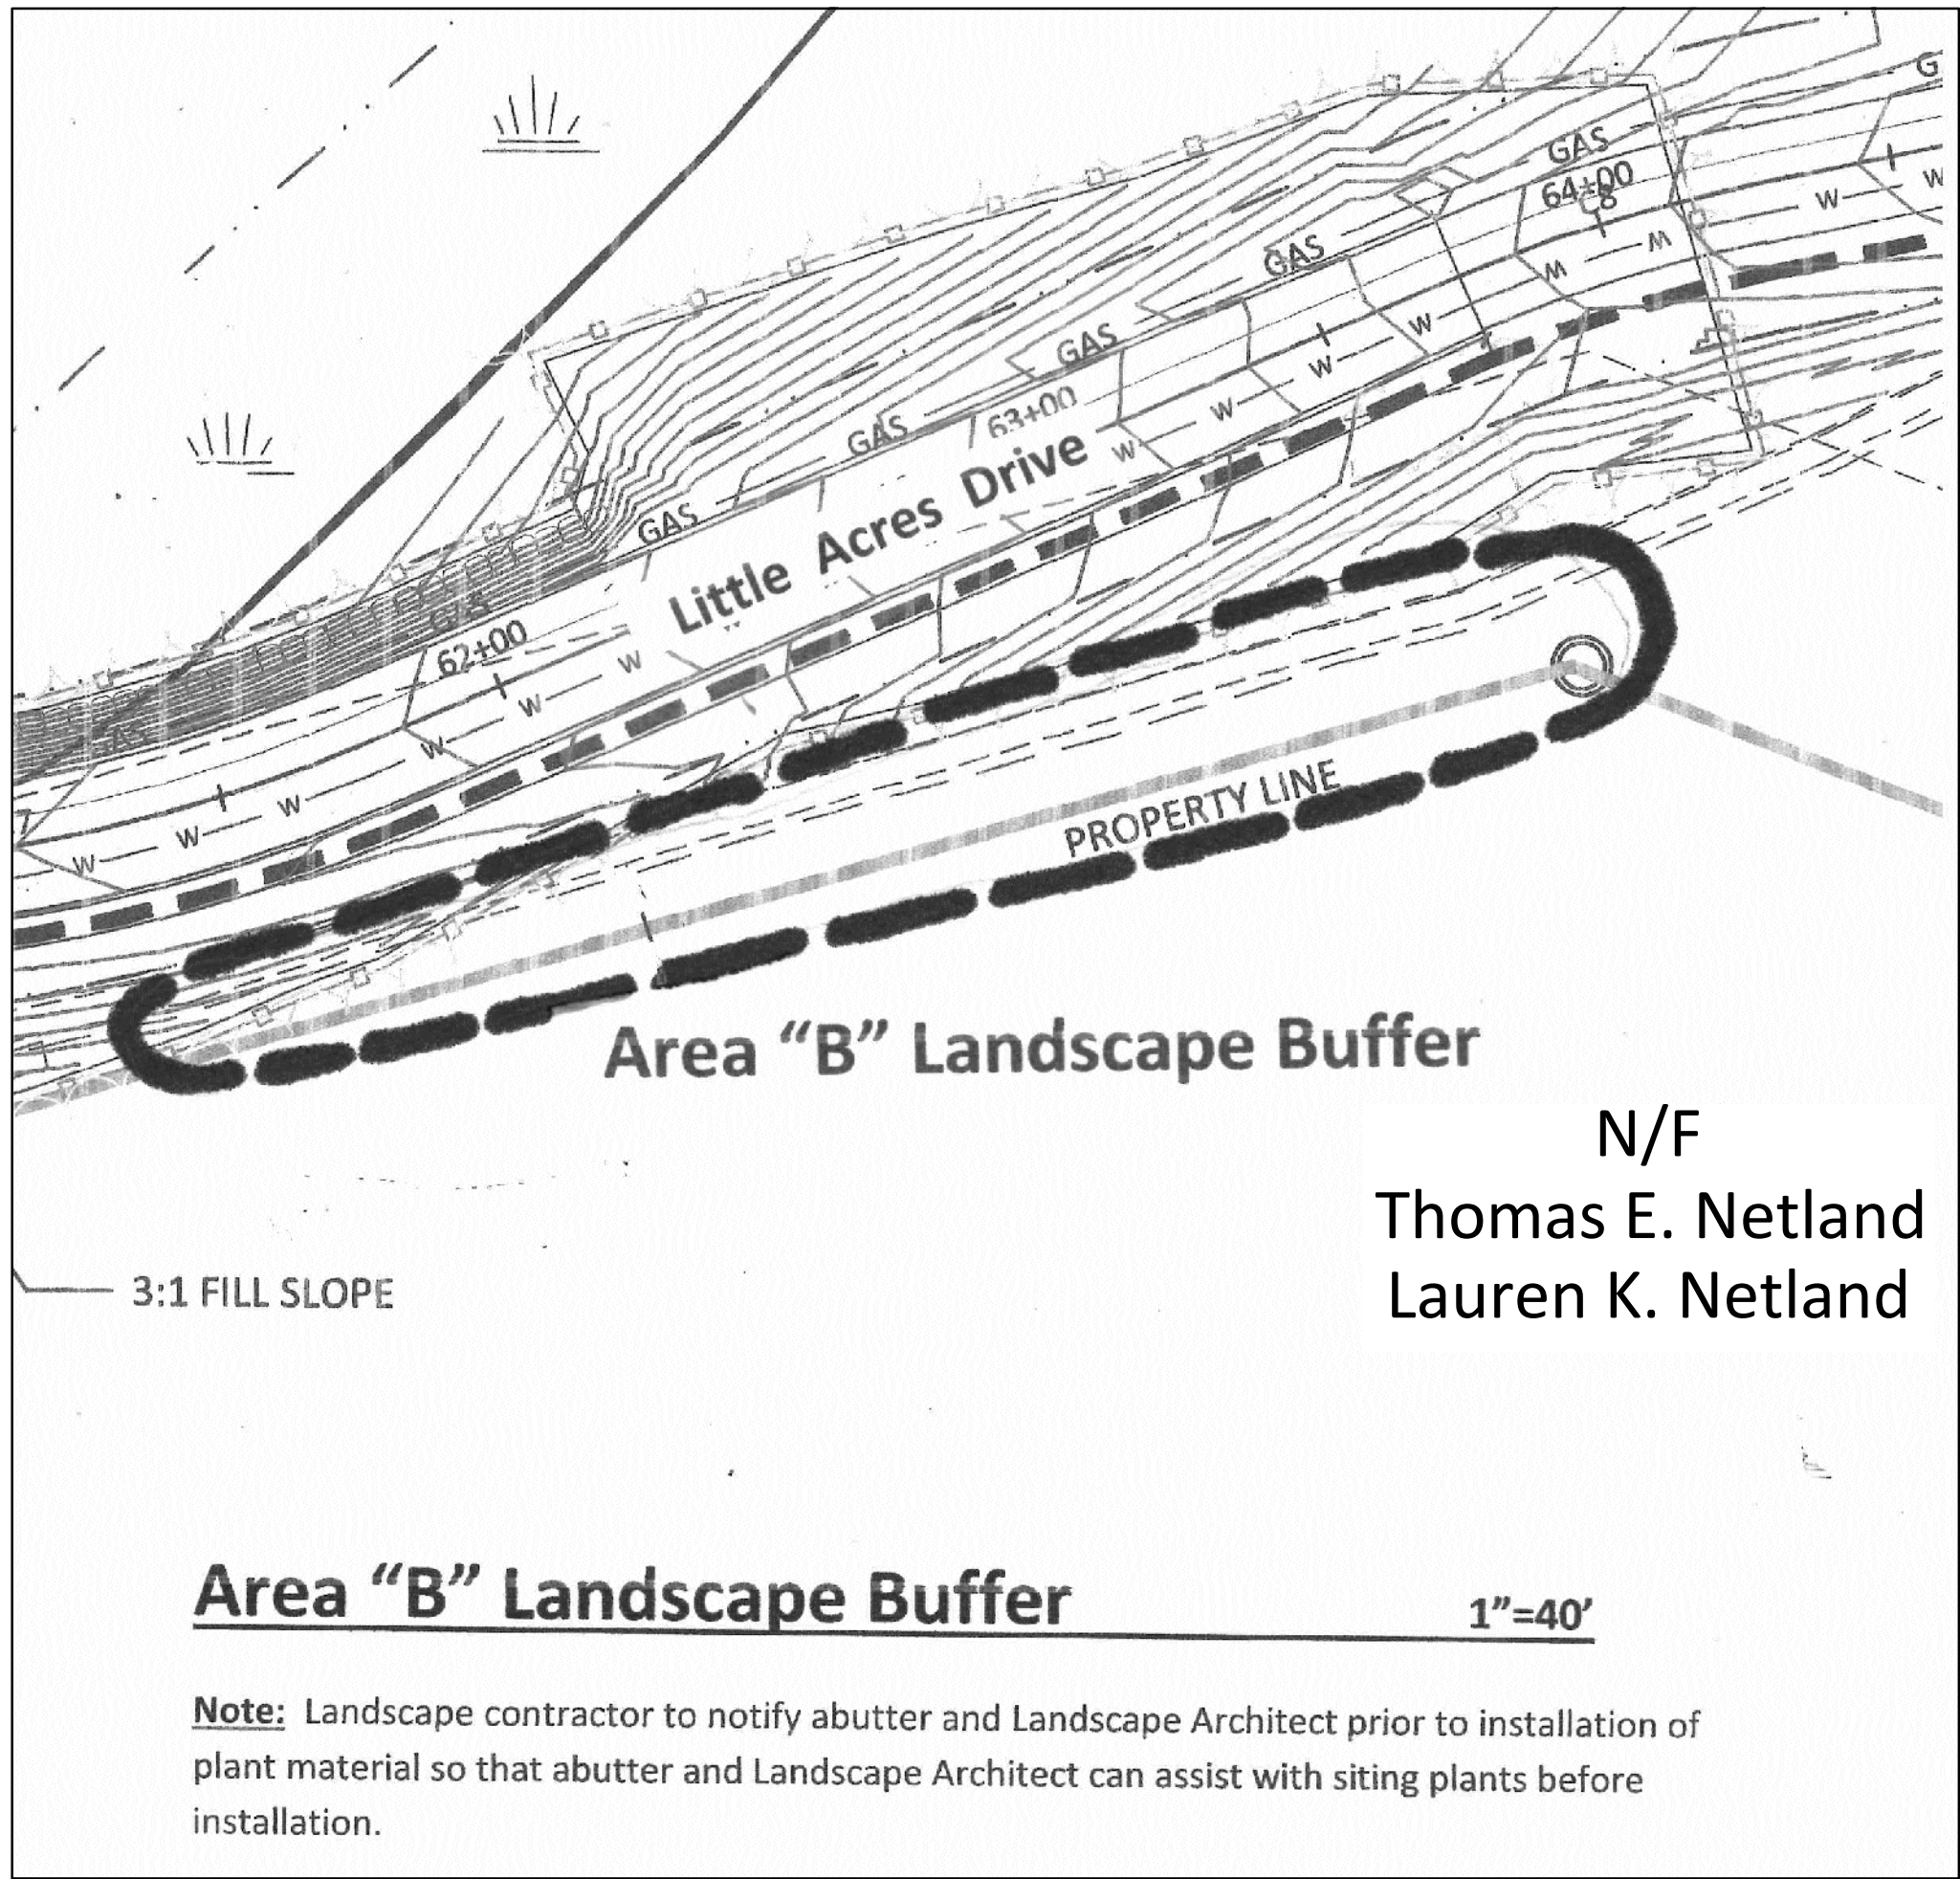 G
GAS
64+00
W
W
W
W
GAS
W
W
GAS
63+00
W
W
GAS
W
Little Acres Drive
GAS
62+00
W
W
W
GAS
W
W
W
PROPERTY LINE
Area “B” Landscape Buffer
N/F
Thomas E. Netland
Lauren K. Netland
3:1 FILL SLOPE
Area “B” Landscape Buffer 1”=40’
Note: Landscape contractor to notify abutter and Landscape Architect prior to installation of
plant material so that abutter and Landscape Architect can assist with siting plants before
installation.